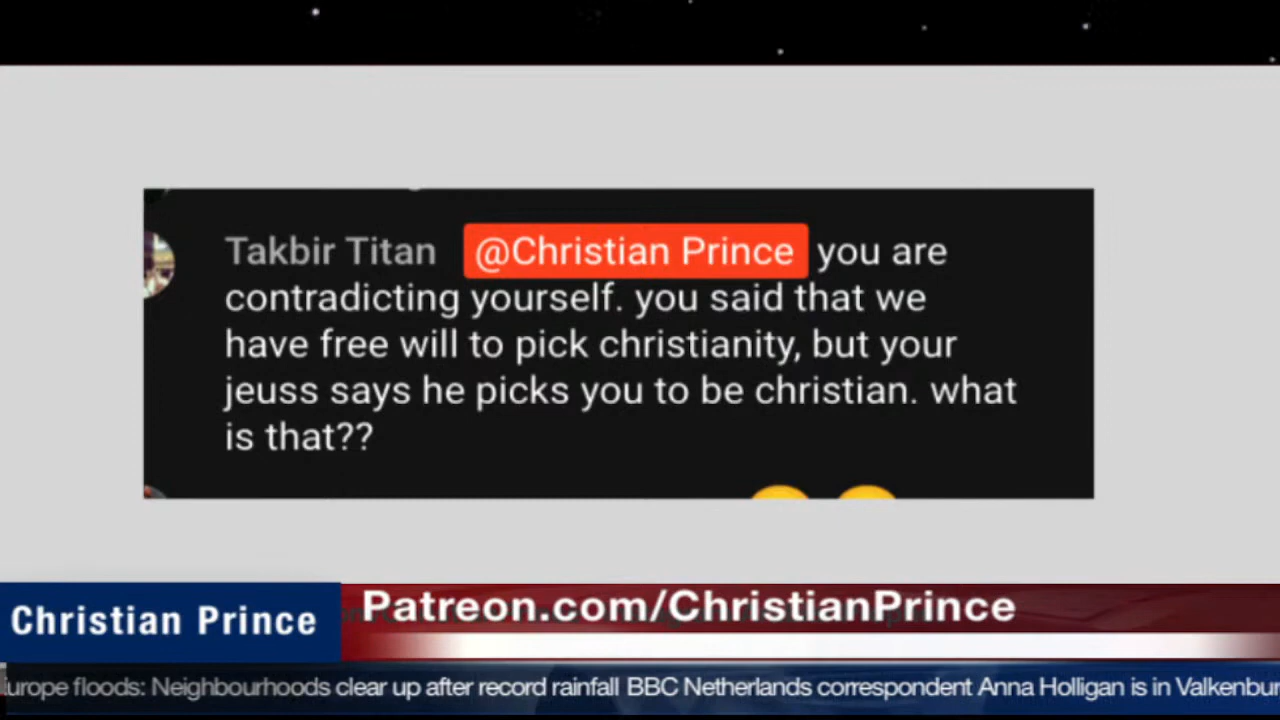 Takbir Titan @Christian Prince you are
contradicting yourself. you said that we
have free will to pick christianity, but your
jeuss says he picks you to be christian. what
is that??
Christian Prince
Patreon.com/ChristianPrince
urope floods: Neighbourhoods clear up after record rainfall BBC Netherlands correspondent Anna Holligan is in Valkenbur